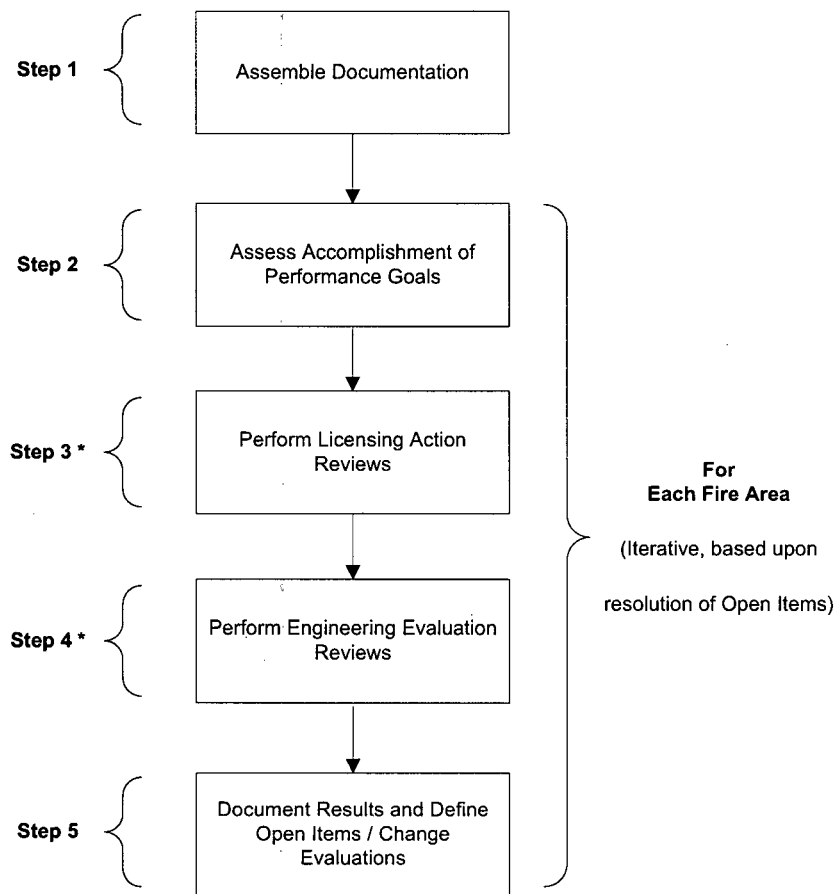 Step 1
Assemble Documentation
Step 2
Assess Accomplishment of
Performance Goals
Step 3 *
Perform Licensing Action
Reviews
For
Each Fire Area
(Iterative, based upon
resolution of Open Items)
Step 4 *
Perform Engineering Evaluation
Reviews
Step 5
Document Results and Define
Open Items / Change
Evaluations